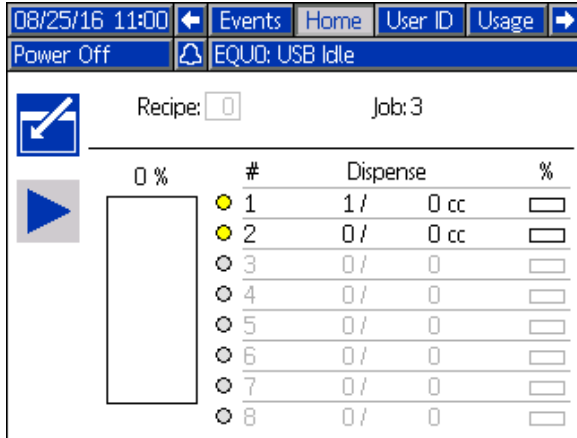 08/25/16 11:00 Events Home User ID Usage
Power Off EQU0: USB Idle
Recipe: 0 Job: 3
0 % # Dispense %
1 1 / 0 cc
2 0 / 0 cc
3 0 / 0
4 0 / 0
5 0 / 0
6 0 / 0
7 0 / 0
8 0 / 0